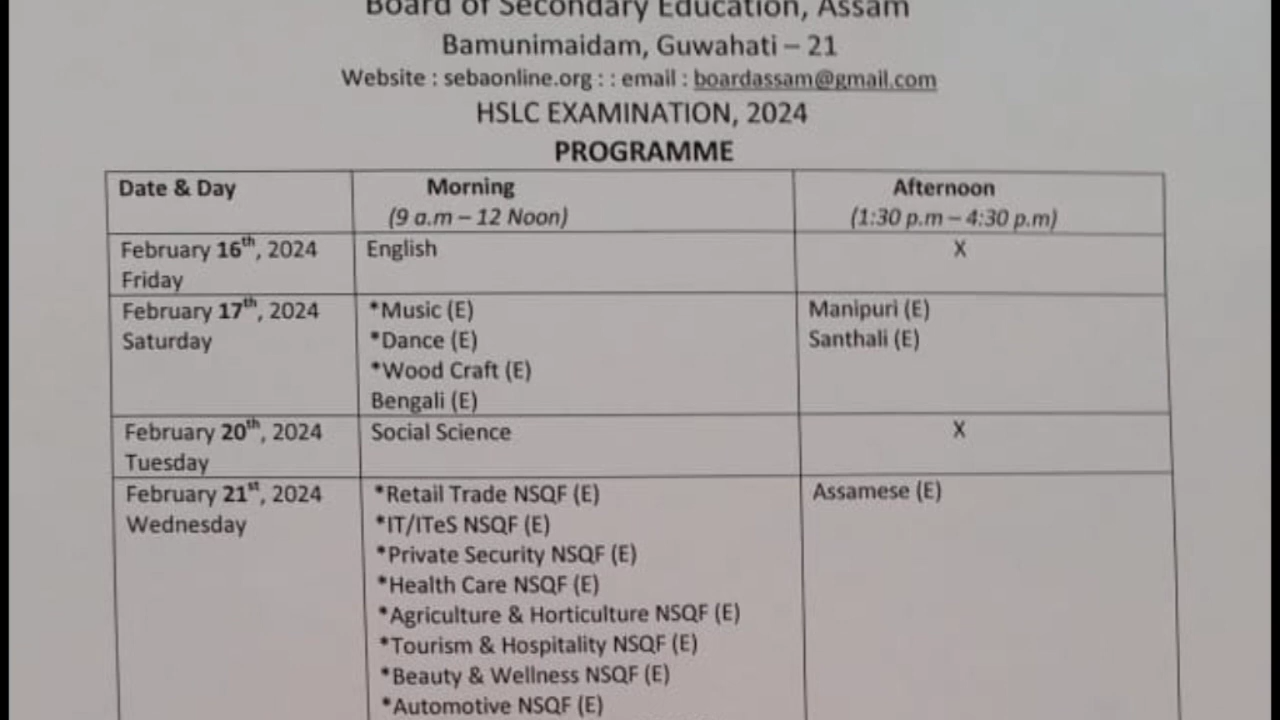 Board of Secondary Education, Assam
Bamunimaidam, Guwahati – 21
Website : sebaonline.org : : email : boardassam@gmail.com
HSLC EXAMINATION, 2024
PROGRAMME
Date & Day
Morning
(9 a.m – 12 Noon)
Afternoon
(1:30 p.m – 4:30 p.m)
February 16th, 2024
Friday
English
X
February 17th, 2024
Saturday
*Music (E)
*Dance (E)
*Wood Craft (E)
Bengali (E)
Manipuri (E)
Santhali (E)
February 20th, 2024
Tuesday
Social Science
X
February 21st, 2024
Wednesday
*Retail Trade NSQF (E)
*IT/ITeS NSQF (E)
*Private Security NSQF (E)
*Health Care NSQF (E)
*Agriculture & Horticulture NSQF (E)
*Tourism & Hospitality NSQF (E)
*Beauty & Wellness NSQF (E)
*Automotive NSQF (E)
Assamese (E)